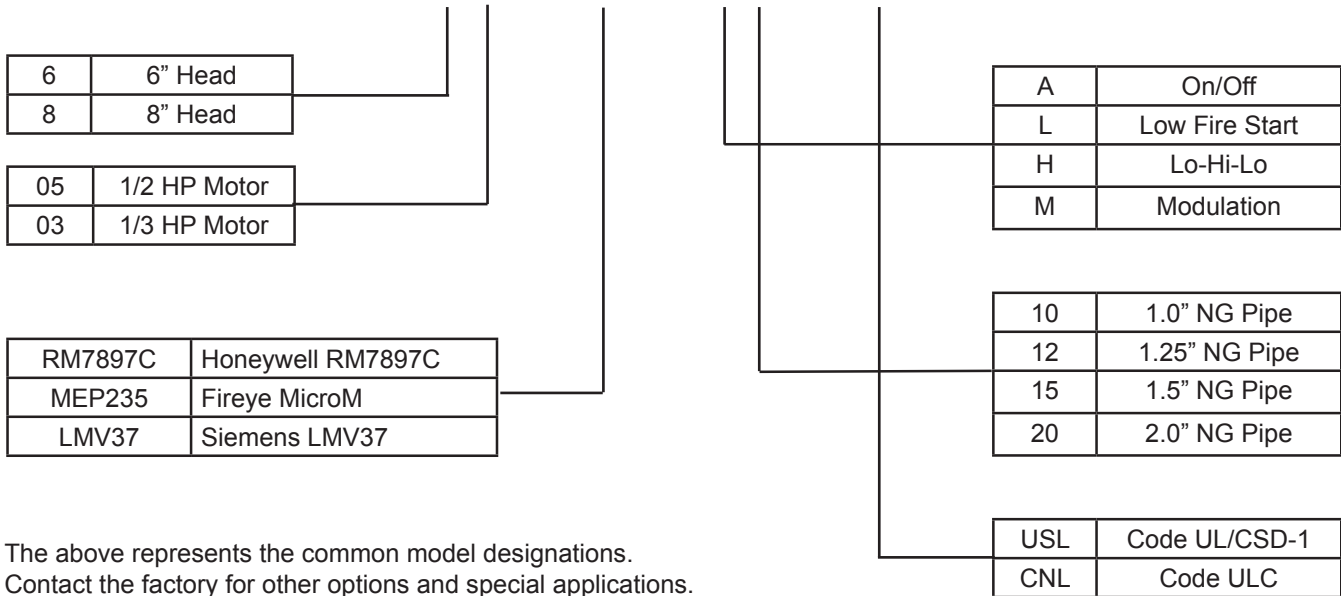 6 6” Head
8 8” Head
05 1/2 HP Motor
03 1/3 HP Motor
RM7897C Honeywell RM7897C
MEP235 Fireye MicroM
LMV37 Siemens LMV37
The above represents the common model designations.
Contact the factory for other options and special applications.
A On/Off
L Low Fire Start
H Lo-Hi-Lo
M Modulation
10 1.0” NG Pipe
12 1.25” NG Pipe
15 1.5” NG Pipe
20 2.0” NG Pipe
USL Code UL/CSD-1
CNL Code ULC